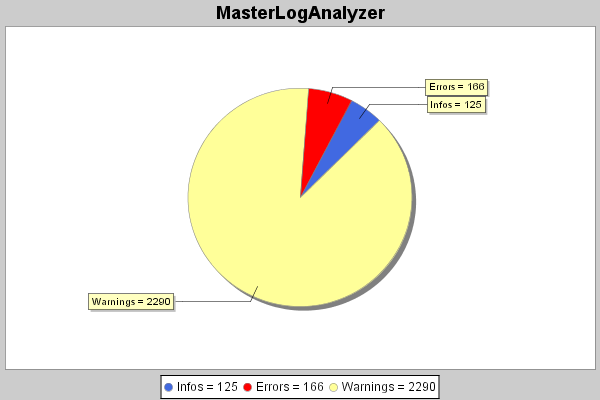 MasterLogAnalyzer
Errors = 166
Infos = 125
Warnings = 2290
Infos = 125 Errors = 166 Warnings = 2290